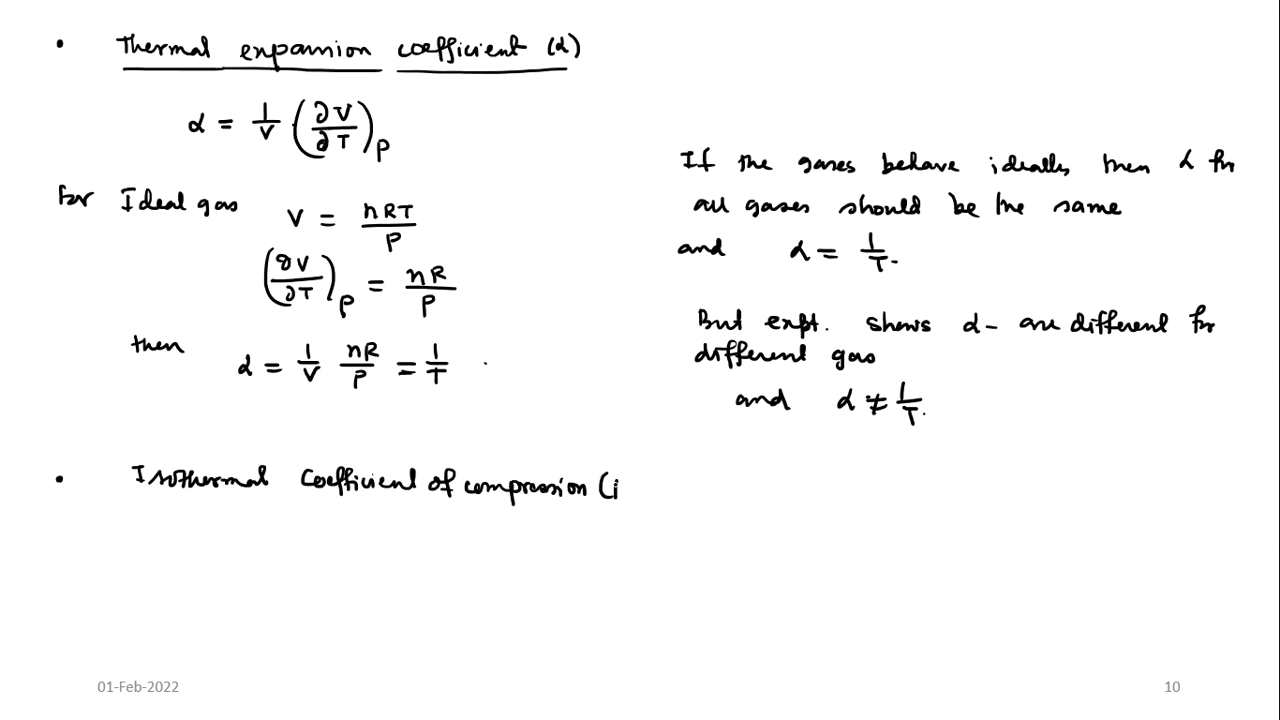 • Thermal expansion coefficient (α)
α = 1/V (∂V/∂T)_P
For Ideal gas V = nRT/P
(∂V/∂T)_P = nR/P
then α = 1/V nR/P = 1/T
If the gases behave ideally then α for
all gases should be the same
and α = 1/T.
But expt. shows α - are different for
different gas
and α ≠ 1/T.
• Isothermal Coefficient of compression (i
01-Feb-2022
10